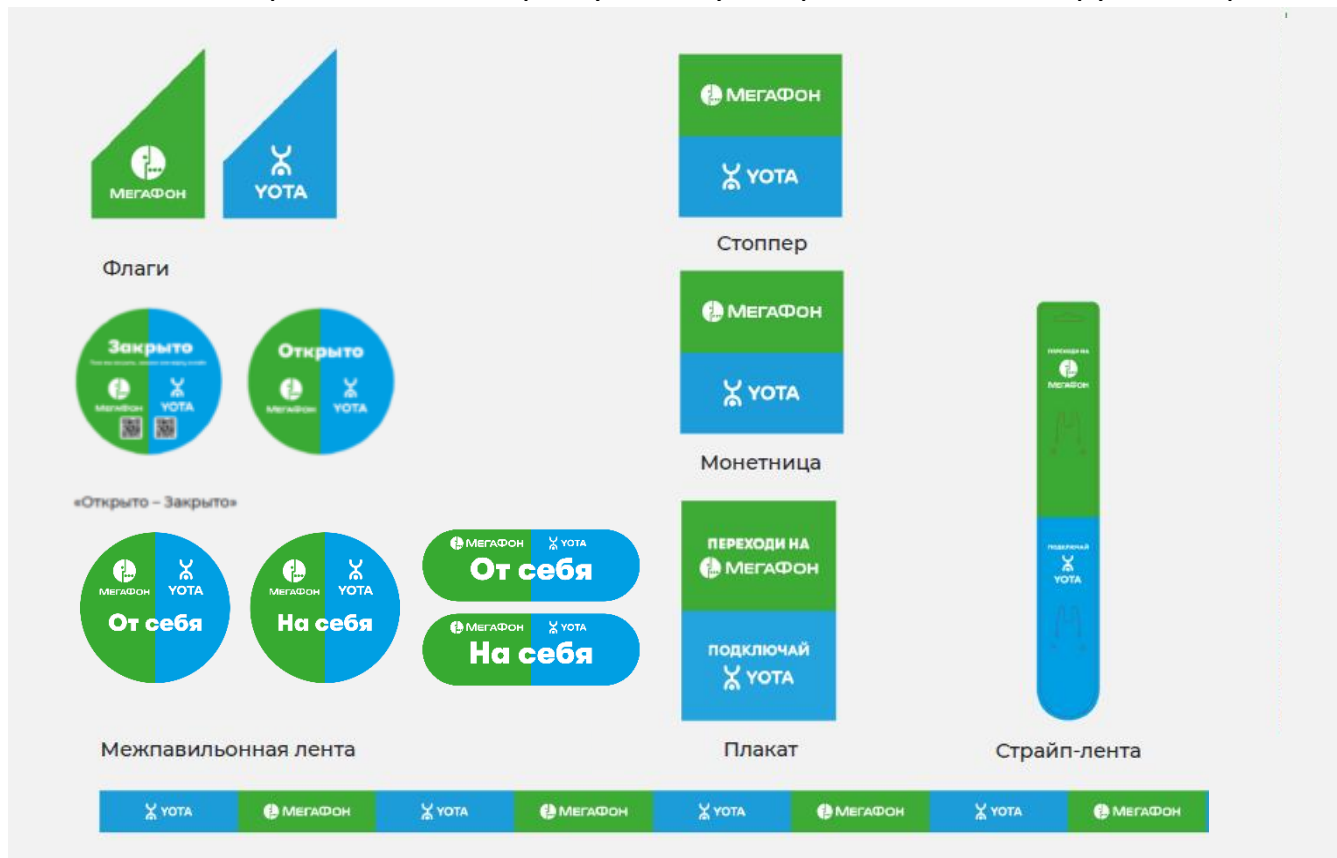 МЕГАФОН
YOTA
Флаги
Закрыто
МЕГАФОН
YOTA
Открыто
МЕГАФОН
YOTA
«Открыто – Закрыто»
МЕГАФОН
YOTA
От себя
МЕГАФОН
YOTA
На себя
МЕГАФОН YOTA
От себя
МЕГАФОН YOTA
На себя
МЕГАФОН
YOTA
Стоппер
МЕГАФОН
YOTA
Монетница
ПЕРЕХОДИ НА
МЕГАФОН
ПОДКЛЮЧАЙ
YOTA
Плакат
ПЕРЕХОДИ НА
МЕГАФОН
ПОДКЛЮЧАЙ
YOTA
Страйп-лента
Межпавильонная лента
YOTA МЕГАФОН YOTA МЕГАФОН YOTA МЕГАФОН YOTA МЕГАФОН